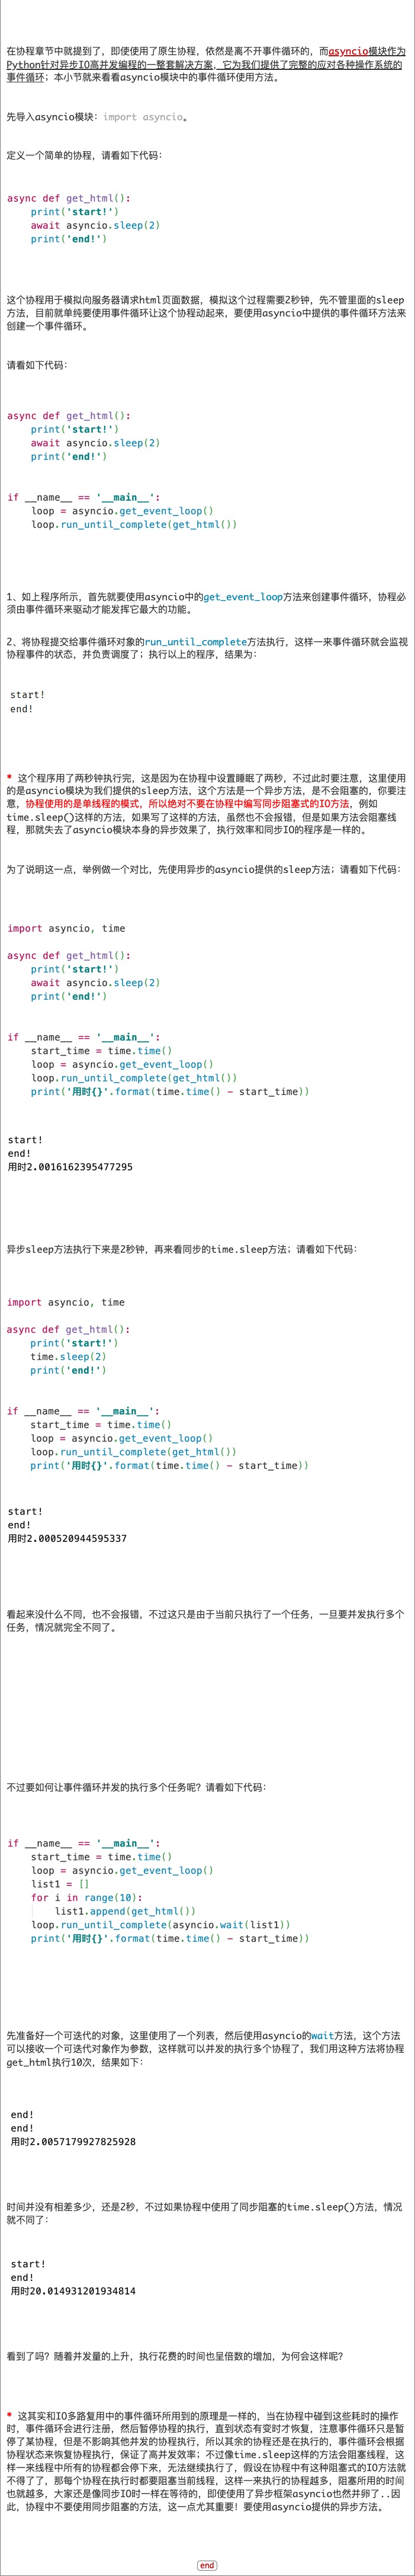 在协程章节中就提到了，即使使用了原生协程，依然是离不开事件循环的，而asyncio模块作为
Python针对异步IO高并发编程的一整套解决方案，它为我们提供了完整的应对各种操作系统的
事件循环；本小节就来看看asyncio模块中的事件循环使用方法。
先导入asyncio模块：import asyncio。
定义一个简单的协程，请看如下代码：
async def get_html():
    print('start!')
    await asyncio.sleep(2)
    print('end!')
这个协程用于模拟向服务器请求html页面数据，模拟这个过程需要2秒钟，先不管里面的sleep
方法，目前就单纯要使用事件循环让这个协程动起来，要使用asyncio中提供的事件循环方法来
创建一个事件循环。
请看如下代码：
async def get_html():
    print('start!')
    await asyncio.sleep(2)
    print('end!')
if __name__ == '__main__':
    loop = asyncio.get_event_loop()
    loop.run_until_complete(get_html())
1、如上程序所示，首先就要使用asyncio中的get_event_loop方法来创建事件循环，协程必
须由事件循环来驱动才能发挥它最大的功能。
2、将协程提交给事件循环对象的run_until_complete方法执行，这样一来事件循环就会监视
协程事件的状态，并负责调度了；执行以上的程序，结果为：
start!
end!
* 这个程序用了两秒钟执行完，这是因为在协程中设置睡眠了两秒，不过此时要注意，这里使用
的是asyncio模块为我们提供的sleep方法，这个方法是一个异步方法，是不会阻塞的，你要注
意，协程使用的是单线程的模式，所以绝对不要在协程中编写同步阻塞式的IO方法，例如
time.sleep()这样的方法，如果写了这样的方法，虽然也不会报错，但是如果方法会阻塞线
程，那就失去了asyncio模块本身的异步效果了，执行效率和同步IO的程序是一样的。
为了说明这一点，举例做一个对比，先使用异步的asyncio提供的sleep方法；请看如下代码：
import asyncio, time
async def get_html():
    print('start!')
    await asyncio.sleep(2)
    print('end!')
if __name__ == '__main__':
    start_time = time.time()
    loop = asyncio.get_event_loop()
    loop.run_until_complete(get_html())
    print('用时{}'.format(time.time() - start_time))
start!
end!
用时2.0016162395477295
异步sleep方法执行下来是2秒钟，再来看同步的time.sleep方法；请看如下代码：
import asyncio, time
async def get_html():
    print('start!')
    time.sleep(2)
    print('end!')
if __name__ == '__main__':
    start_time = time.time()
    loop = asyncio.get_event_loop()
    loop.run_until_complete(get_html())
    print('用时{}'.format(time.time() - start_time))
start!
end!
用时2.000520944595337
看起来没什么不同，也不会报错，不过这只是由于当前只执行了一个任务，一旦要并发执行多个
任务，情况就完全不同了。
不过要如何让事件循环并发的执行多个任务呢？请看如下代码：
if __name__ == '__main__':
    start_time = time.time()
    loop = asyncio.get_event_loop()
    list1 = []
    for i in range(10):
        list1.append(get_html())
    loop.run_until_complete(asyncio.wait(list1))
    print('用时{}'.format(time.time() - start_time))
先准备好一个可迭代的对象，这里使用了一个列表，然后使用asyncio的wait方法，这个方法
可以接收一个可迭代对象作为参数，这样就可以并发的执行多个协程了，我们用这种方法将协程
get_html执行10次，结果如下：
end!
end!
用时2.0057179927825928
时间并没有相差多少，还是2秒，不过如果协程中使用了同步阻塞的time.sleep()方法，情况
就不同了：
start!
end!
用时20.014931201934814
看到了吗？随着并发量的上升，执行花费的时间也呈倍数的增加，为何会这样呢？
* 这其实和IO多路复用中的事件循环所用到的原理是一样的，当在协程中碰到这些耗时的操作
时，事件循环会进行注册，然后暂停协程的执行，直到状态有变时才恢复，注意事件循环只是暂
停了某协程，但是不影响其他并发的协程执行，所以其余的协程还是在执行的，事件循环会根据
协程状态来恢复协程执行，保证了高并发效率；不过像time.sleep这样的方法会阻塞线程，这
样一来线程中所有的协程都会停下来，无法继续执行了，假设在协程中有这种阻塞式的IO方法就
不得了了，那每个协程在执行时都要阻塞当前线程，这样一来执行的协程越多，阻塞所用的时间
也就越多，大家还是像同步IO时一样在等待的，即使使用了异步框架asyncio也然并卵了..因
此，协程中不要使用同步阻塞的方法，这一点尤其重要！要使用asyncio提供的异步方法。
end